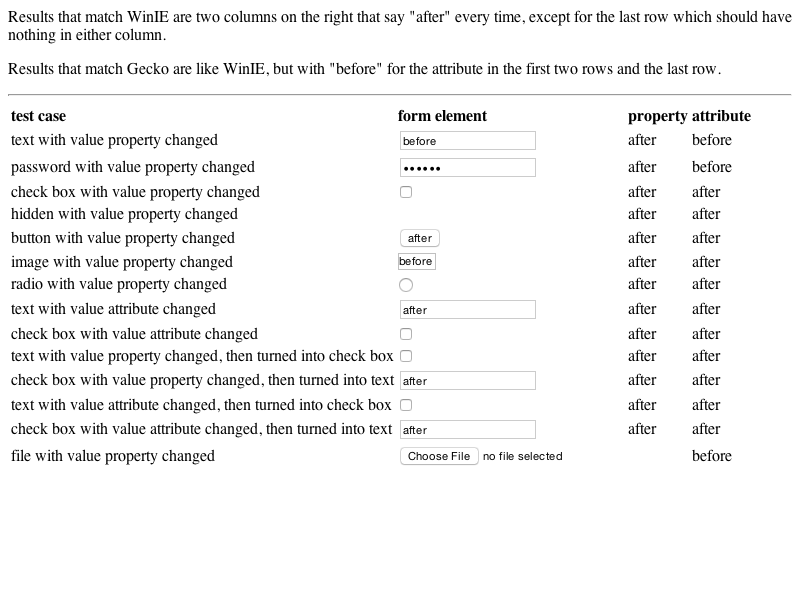 Results that match WinIE are two columns on the right that say "after" every time, except for the last row which should have
nothing in either column.
Results that match Gecko are like WinIE, but with "before" for the attribute in the first two rows and the last row.
test case form element property attribute
text with value property changed before after before
password with value property changed •••••• after before
check box with value property changed after after
hidden with value property changed after after
button with value property changed after after after
image with value property changed before after after
radio with value property changed after after
text with value attribute changed after after after
check box with value attribute changed after after
text with value property changed, then turned into check box after after
check box with value property changed, then turned into text after after after
text with value attribute changed, then turned into check box after after
check box with value attribute changed, then turned into text after after after
file with value property changed Choose File no file selected before